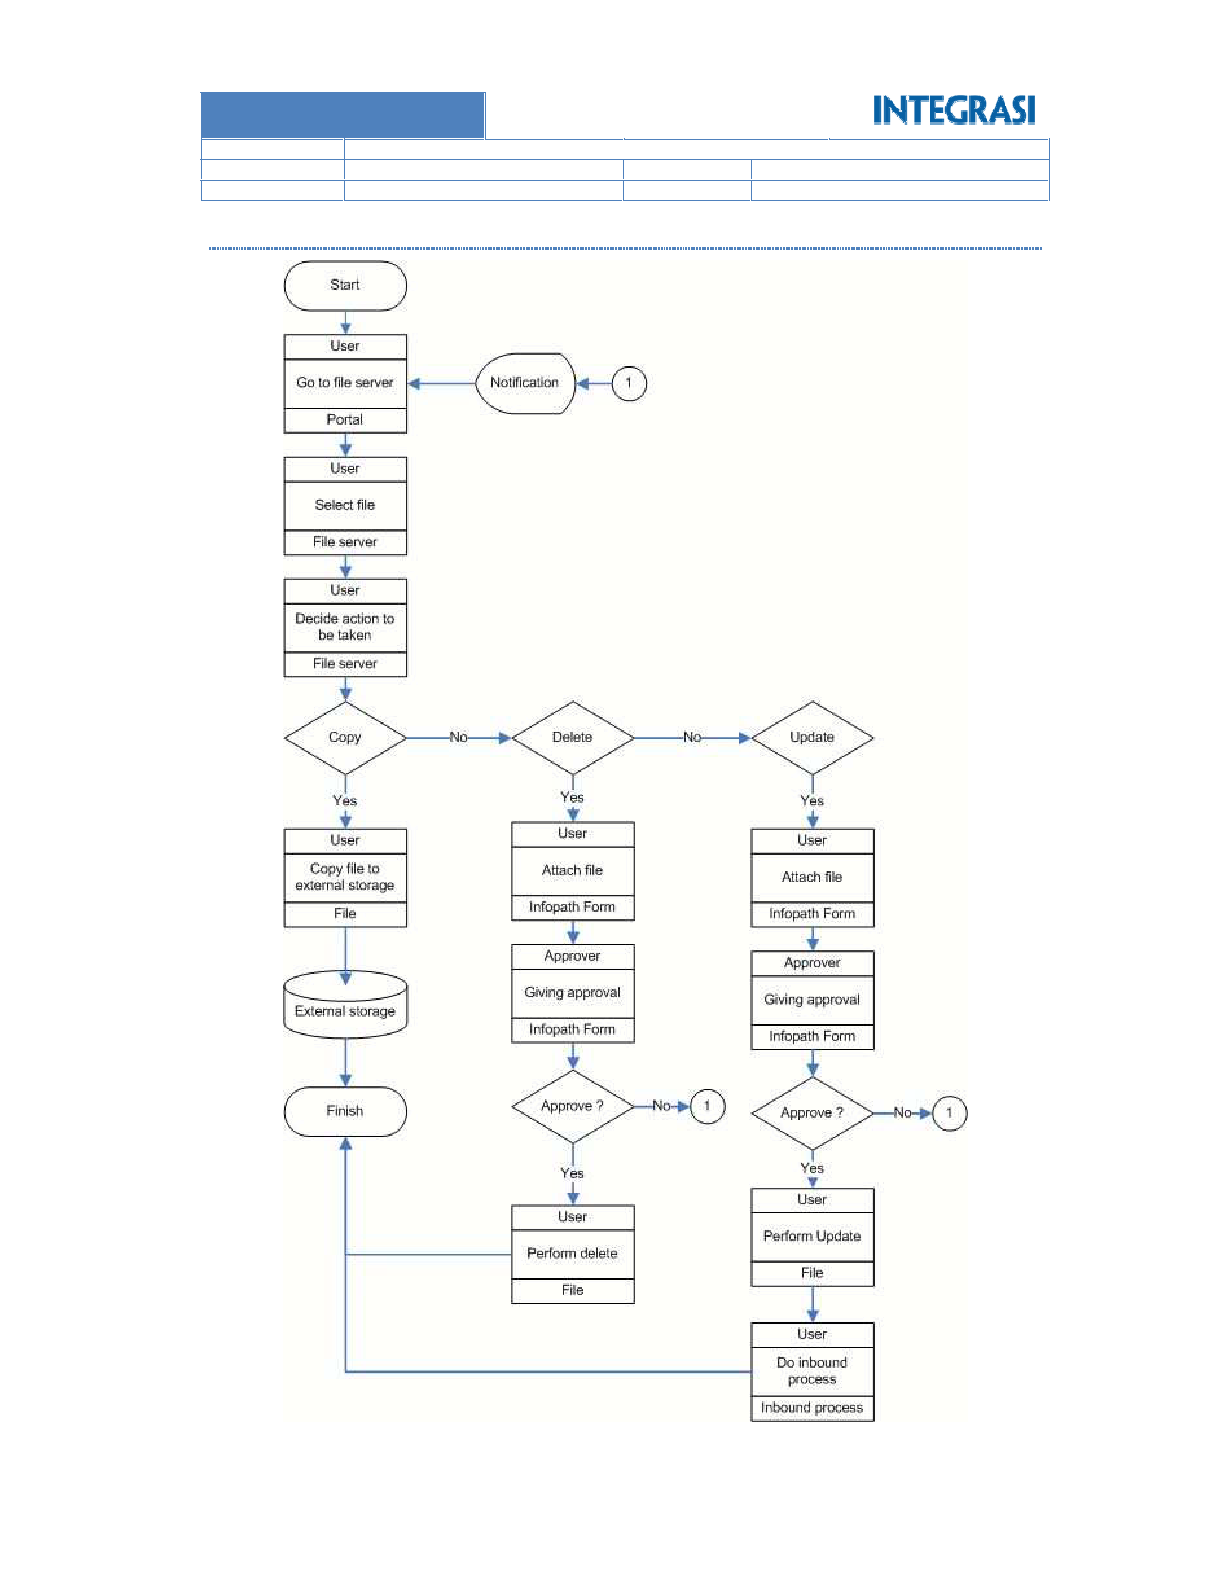 INTEGRASI
Start
User
Go to file server
Portal
Notification
1
User
Select file
File server
User
Decide action to
be taken
File server
Copy
No
Delete
No
Update
Yes
User
Copy file to
external storage
File
External storage
Finish
Yes
User
Attach file
Infopath Form
Approver
Giving approval
Infopath Form
Approve ?
No
1
Yes
User
Perform delete
File
Yes
User
Attach file
Infopath Form
Approver
Giving approval
Infopath Form
Approve ?
No
1
Yes
User
Perform Update
File
User
Do inbound
process
Inbound process